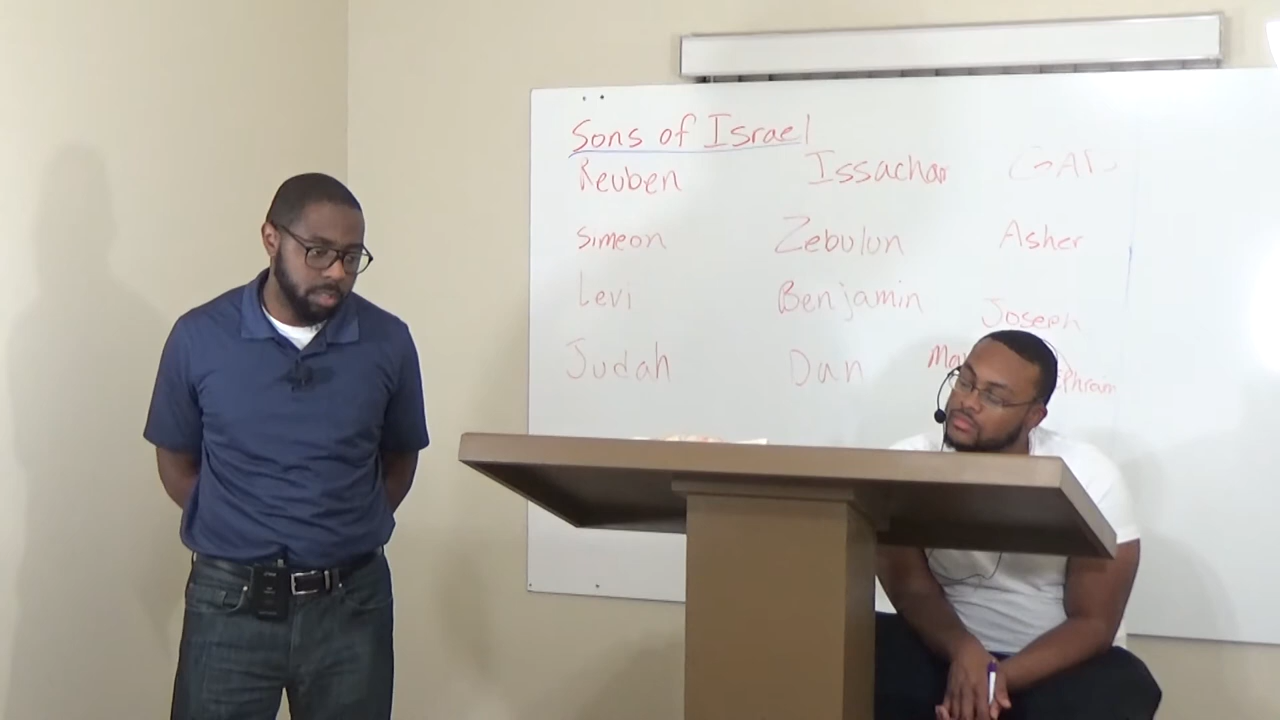 Sons of Israel
Reuben Issachar GAD
Simeon Zebulun Asher
Levi Benjamin Joseph
Judah Dan